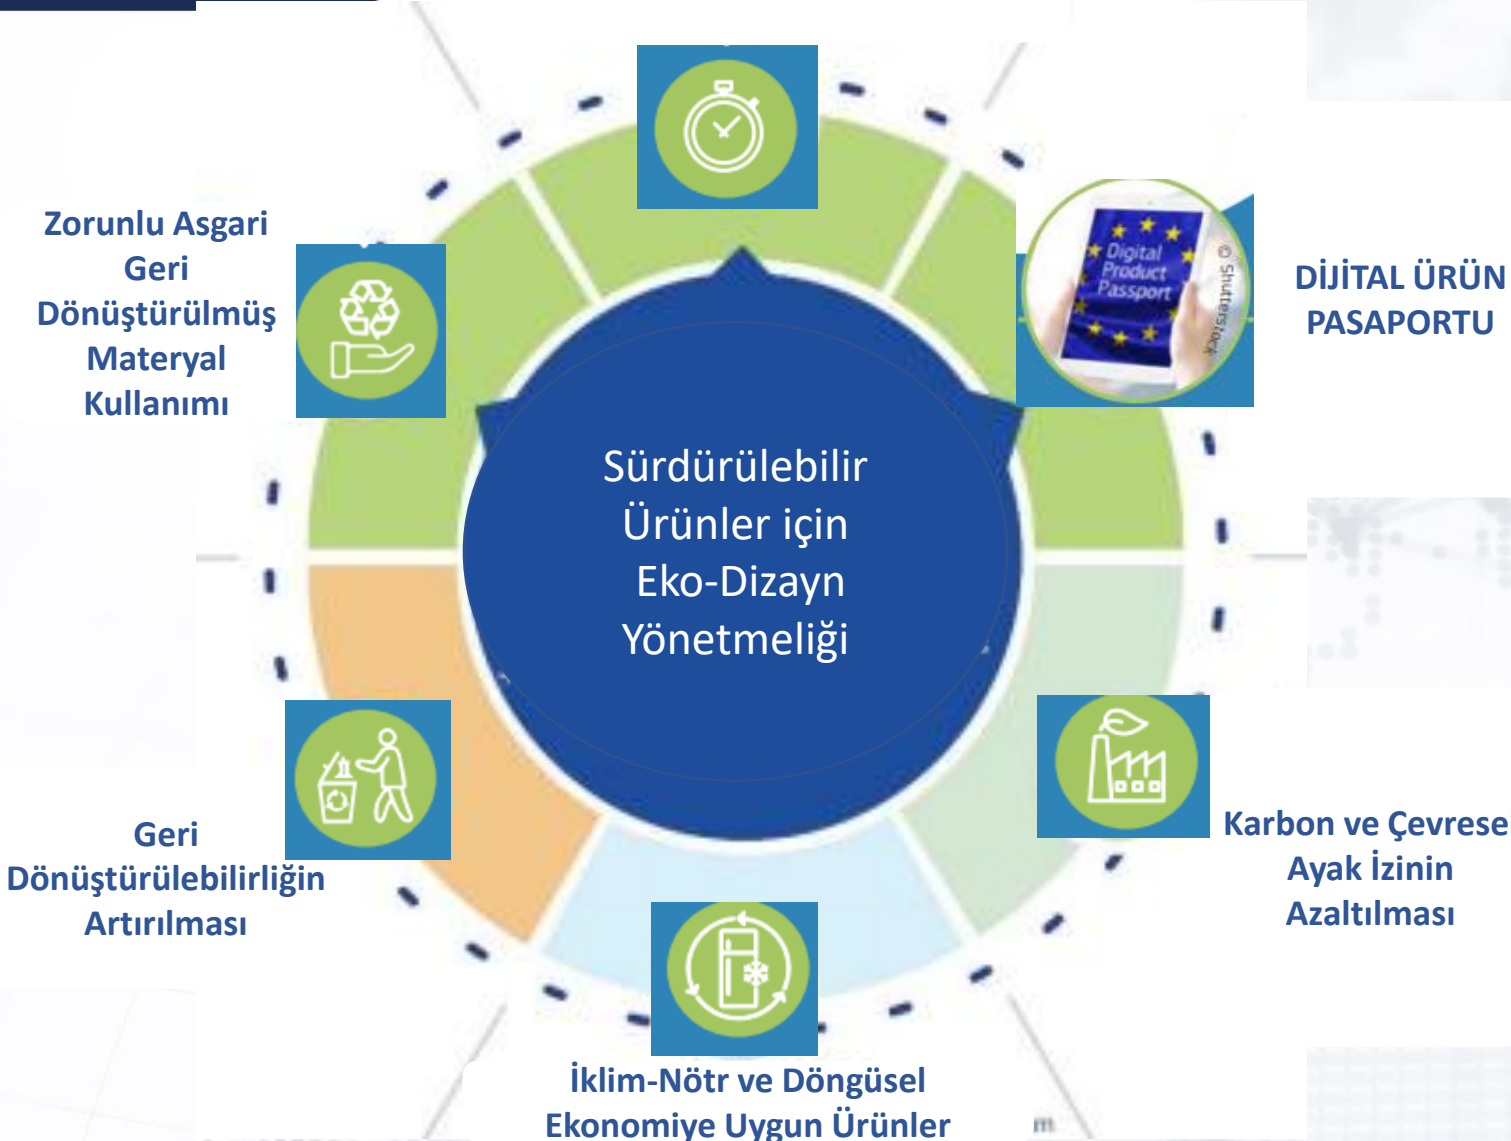 Zorunlu Asgari
Geri
Dönüştürülmüş
Materyal
Kullanımı
Digital
Product
Passport
© Shutterstock
DİJİTAL ÜRÜN
PASAPORTU
Sürdürülebilir
Ürünler için
Eko-Dizayn
Yönetmeliği
Geri
Dönüştürülebilirliğin
Artırılması
Karbon ve Çevrese
Ayak İzinin
Azaltılması
İklim-Nötr ve Döngüsel
Ekonomiye Uygun Ürünler